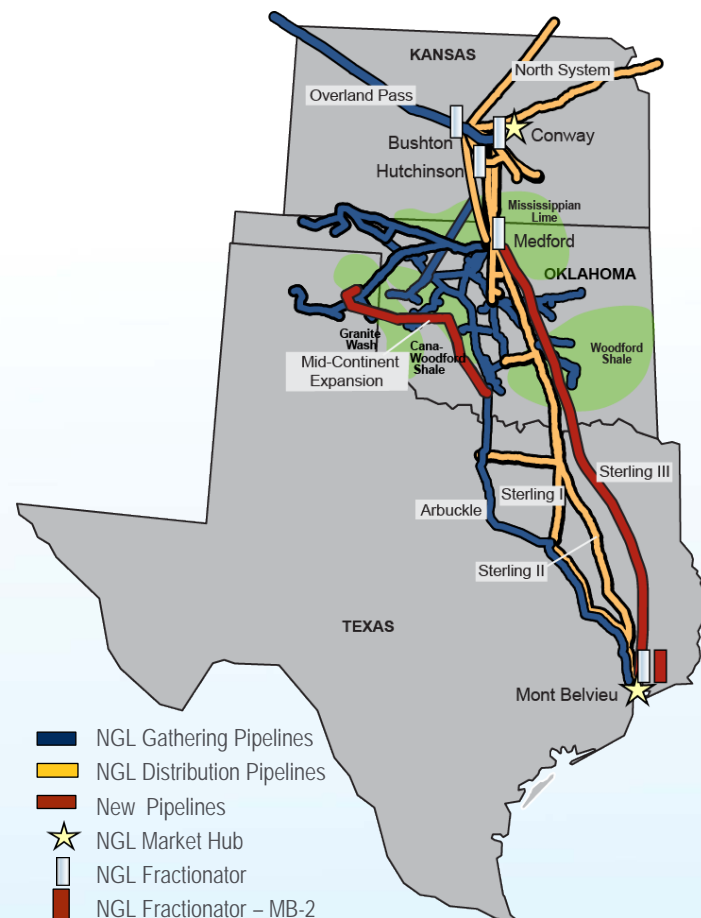 KANSAS
North System
Overland Pass
Bushton
Conway
Hutchinson
Mississippian
Lime
Medford
OKLAHOMA
Granite
Wash
Cana-
Woodford
Shale
Woodford
Shale
Mid-Continent
Expansion
Sterling III
Sterling I
Arbuckle
Sterling II
TEXAS
Mont Belvieu
NGL Gathering Pipelines
NGL Distribution Pipelines
New Pipelines
NGL Market Hub
NGL Fractionator
NGL Fractionator – MB-2